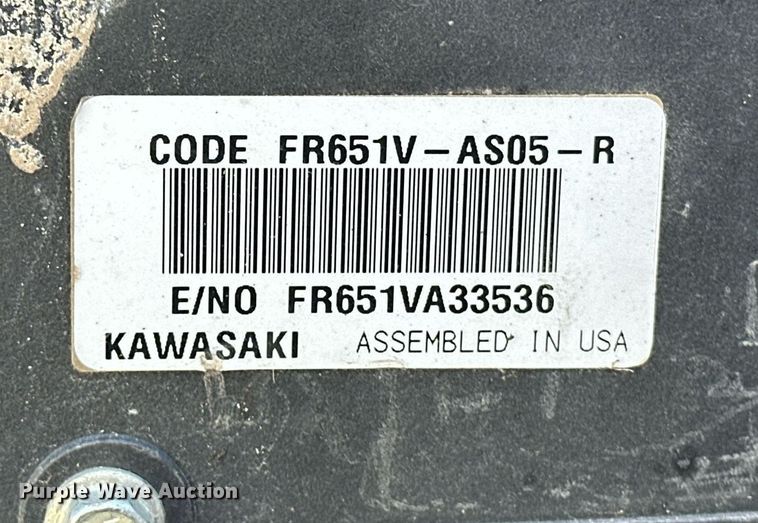 CODE FR651V-AS05-R
E/NO FR651VA33536
KAWASAKI ASSEMBLED IN USA
Purple Wave Auction